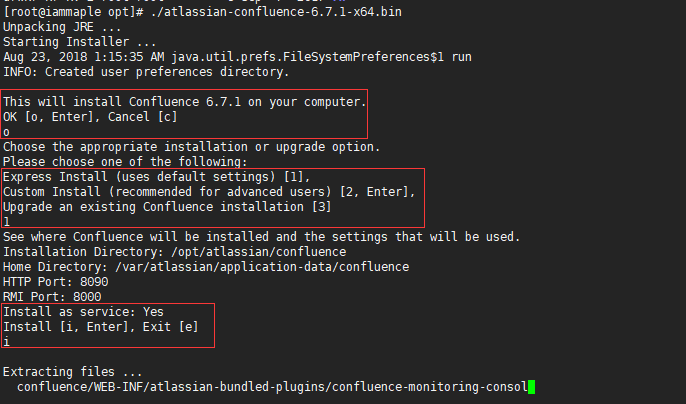 [root@iammaple opt]# ./atlassian-confluence-6.7.1-x64.bin
Unpacking JRE ...
Starting Installer ...
Aug 23, 2018 1:15:35 AM java.util.prefs.FileSystemPreferences$1 run
INFO: Created user preferences directory.
This will install Confluence 6.7.1 on your computer.
OK [o, Enter], Cancel [c]
o
Choose the appropriate installation or upgrade option.
Please choose one of the following:
Express Install (uses default settings) [1],
Custom Install (recommended for advanced users) [2, Enter],
Upgrade an existing Confluence installation [3]
1
See where Confluence will be installed and the settings that will be used.
Installation Directory: /opt/atlassian/confluence
Home Directory: /var/atlassian/application-data/confluence
HTTP Port: 8090
RMI Port: 8000
Install as service: Yes
Install [i, Enter], Exit [e]
i
Extracting files ...
confluence/WEB-INF/atlassian-bundled-plugins/confluence-monitoring-consol